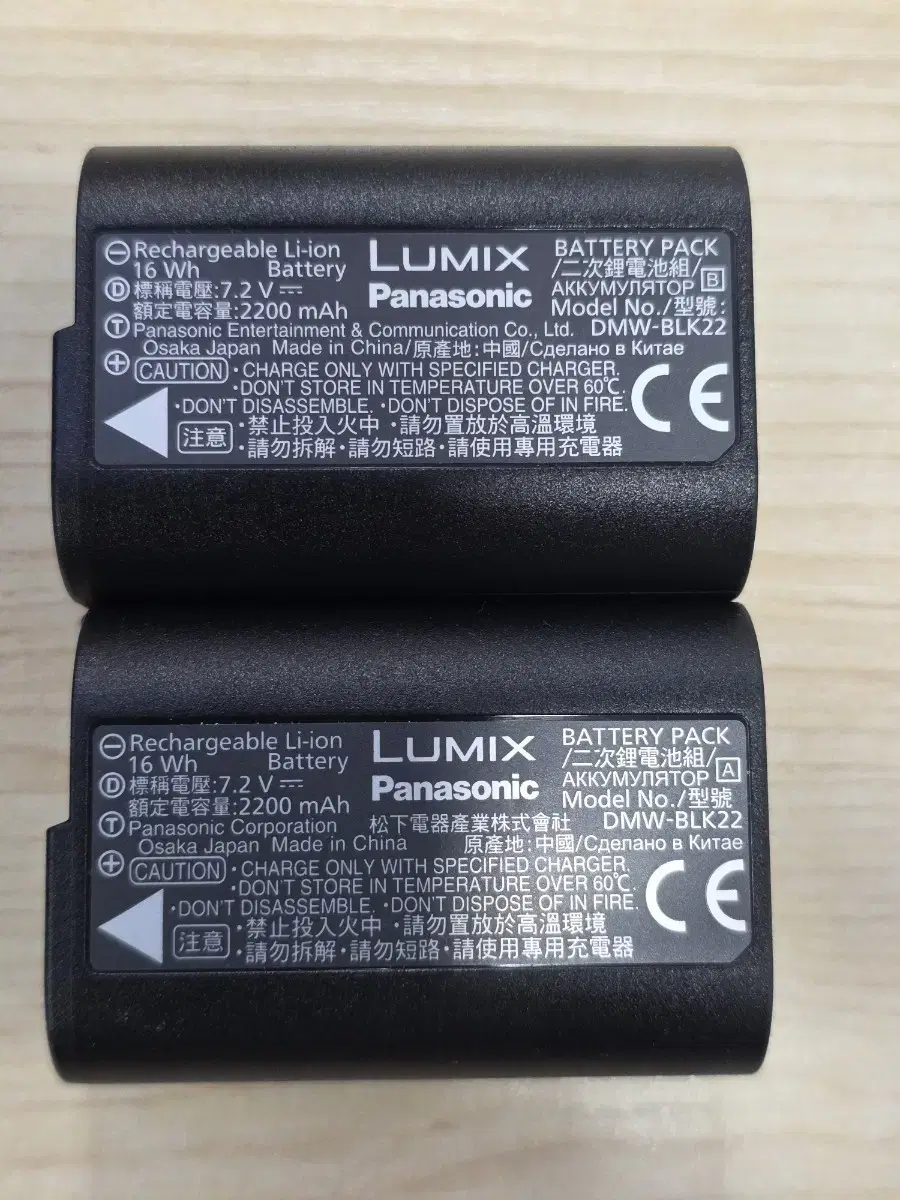 ⊖ Rechargeable Li-ion
16 Wh Battery
Ⓓ 標稱電壓:7.2 V ⎓
額定電容量:2200 mAh
LUMIX
Panasonic
BATTERY PACK
/二次鋰電池組/
АККУМУЛЯТОР B
Model No./型號:
DMW-BLK22
Ⓣ Panasonic Entertainment & Communication Co., Ltd.
Osaka Japan Made in China/原產地:中國/Сделано в Китае
⊕ CAUTION •CHARGE ONLY WITH SPECIFIED CHARGER.
•DON'T STORE IN TEMPERATURE OVER 60℃.
•DON'T DISASSEMBLE. •DON'T DISPOSE OF IN FIRE.
注意 •禁止投入火中 •請勿置放於高溫環境
•請勿拆解•請勿短路•請使用專用充電器
CE
⊖ Rechargeable Li-ion
16 Wh Battery
Ⓓ 標稱電壓:7.2 V ⎓
額定電容量:2200 mAh
LUMIX
Panasonic
BATTERY PACK
/二次鋰電池組/
АККУМУЛЯТОР A
Model No./型號
DMW-BLK22
Ⓣ Panasonic Corporation 松下電器產業株式會社
Osaka Japan Made in China 原產地:中國/Сделано в Китае
⊕ CAUTION •CHARGE ONLY WITH SPECIFIED CHARGER.
•DON'T STORE IN TEMPERATURE OVER 60℃.
•DON'T DISASSEMBLE. •DON'T DISPOSE OF IN FIRE.
注意 •禁止投入火中 •請勿置放於高溫環境
•請勿拆解•請勿短路•請使用專用充電器
CE